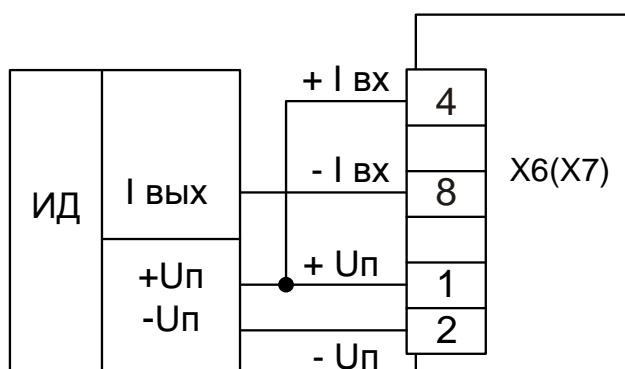 + I вх
4
- I вх
X6(X7)
ИД
I вых
8
+Uп
+ Uп
1
-Uп
2
- Uп